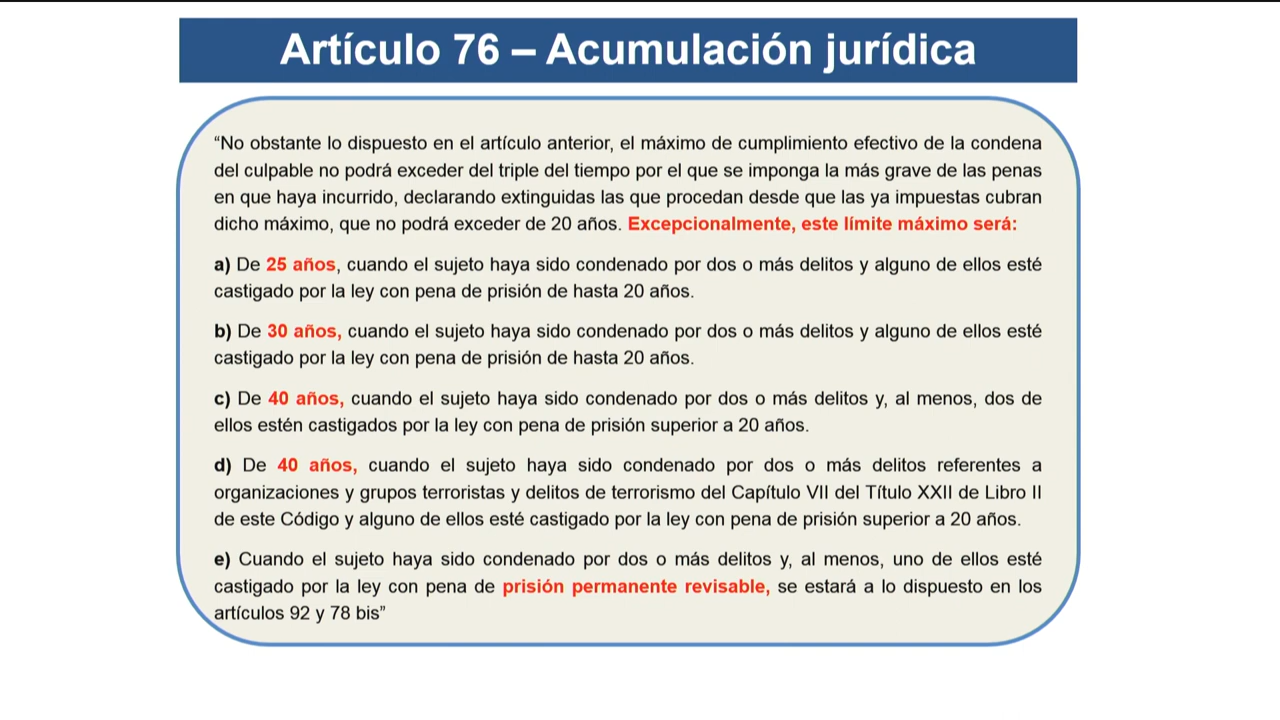 Artículo 76 – Acumulación jurídica
“No obstante lo dispuesto en el artículo anterior, el máximo de cumplimiento efectivo de la condena
del culpable no podrá exceder del triple del tiempo por el que se imponga la más grave de las penas
en que haya incurrido, declarando extinguidas las que procedan desde que las ya impuestas cubran
dicho máximo, que no podrá exceder de 20 años. Excepcionalmente, este límite máximo será:
a) De 25 años, cuando el sujeto haya sido condenado por dos o más delitos y alguno de ellos esté
castigado por la ley con pena de prisión de hasta 20 años.
b) De 30 años, cuando el sujeto haya sido condenado por dos o más delitos y alguno de ellos esté
castigado por la ley con pena de prisión de hasta 20 años.
c) De 40 años, cuando el sujeto haya sido condenado por dos o más delitos y, al menos, dos de
ellos estén castigados por la ley con pena de prisión superior a 20 años.
d) De 40 años, cuando el sujeto haya sido condenado por dos o más delitos referentes a
organizaciones y grupos terroristas y delitos de terrorismo del Capítulo VII del Título XXII de Libro II
de este Código y alguno de ellos esté castigado por la ley con pena de prisión superior a 20 años.
e) Cuando el sujeto haya sido condenado por dos o más delitos y, al menos, uno de ellos esté
castigado por la ley con pena de prisión permanente revisable, se estará a lo dispuesto en los
artículos 92 y 78 bis”